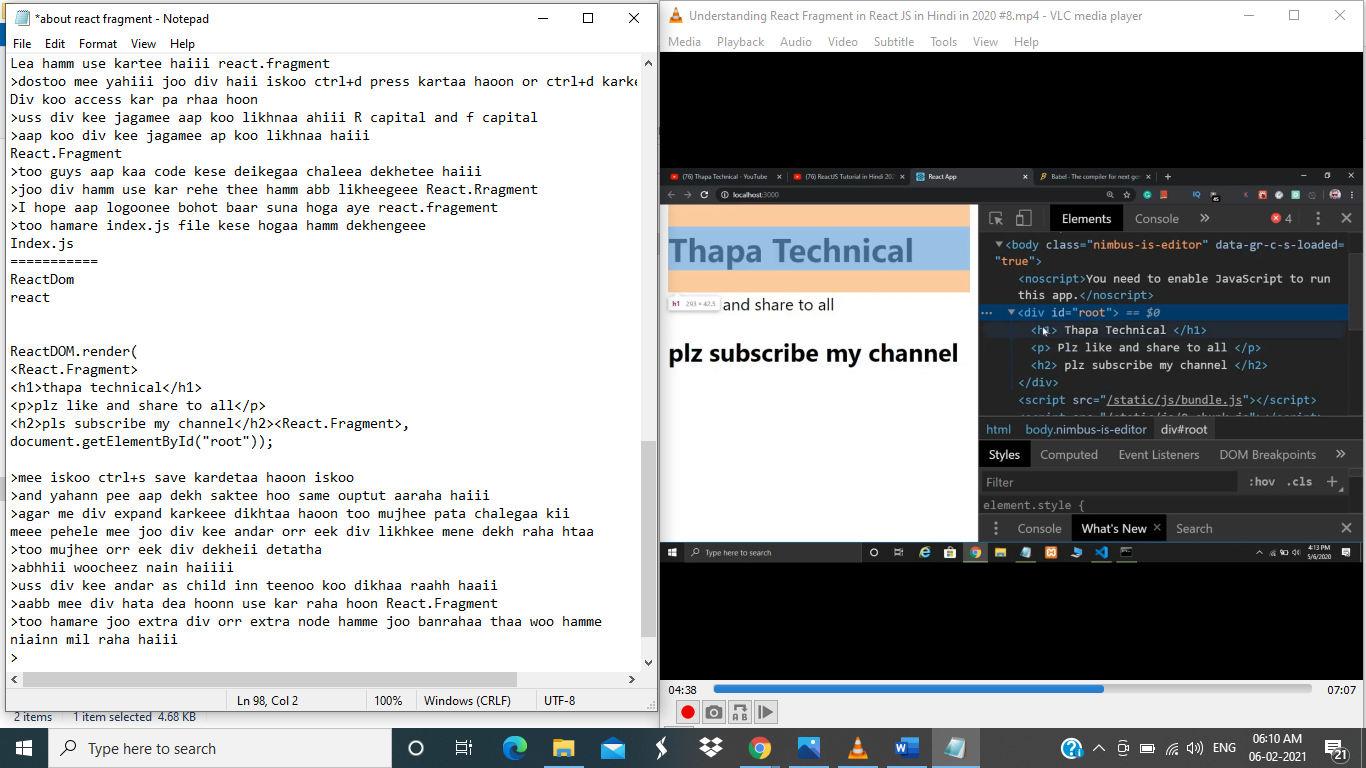 *about react fragment - Notepad
File Edit Format View Help
Lea hamm use kartee haiii react.fragment
>dostoo mee yahiii joo div haii iskoo ctrl+d press kartaa haoon or ctrl+d karke
Div koo access kar pa rhaa hoon
>uss div kee jagamee aap koo likhnaa ahiii R capital and f capital
>aap koo div kee jagamee ap koo likhnaa haiii
React.Fragment
>too guys aap kaa code kese deikegaa chaleea dekhetee haiii
>joo div hamm use kar rehe thee hamm abb likheegeee React.Rragment
>I hope aap logoonee bohot baar suna hoga aye react.fragement
>too hamare index.js file kese hogaa hamm dekhengeee
Index.js
===========
ReactDom
react
ReactDOM.render(
<React.Fragment>
<h1>thapa technical</h1>
<p>plz like and share to all</p>
<h2>pls subscribe my channel</h2><React.Fragment>,
document.getElementById("root"));
>mee iskoo ctrl+s save kardetaa haoon iskoo
>and yahann pee aap dekh saktee hoo same ouptut aaraha haiii
>agar me div expand karkeee dikhtaa haoon too mujhee pata chalegaa kii
meee pehele mee joo div kee andar orr eek div likhkee mene dekh raha htaa
>too mujhee orr eek div dekheii detatha
>abhhii woocheez nain haiiii
>uss div kee andar as child inn teenoo koo dikhaa raahh haaii
>aabb mee div hata dea hoonn use kar raha hoon React.Fragment
>too hamare joo extra div orr extra node hamme joo banrahaa thaa woo hamme
niainn mil raha haiii
>
Ln 98, Col 2 100% Windows (CRLF) UTF-8
2 items 1 item selected 4.68 KB
Understanding React Fragment in React JS in Hindi in 2020 #8.mp4 - VLC media player
Media Playback Audio Video Subtitle Tools View Help
(76) Thapa Technical - YouTube (76) ReactJS Tutorial in Hindi 202 React App Babel - The compiler for next ge
localhost:3000
Thapa Technical
h1 293 × 42.5
and share to all
plz subscribe my channel
Elements Console » 4
<body class="nimbus-is-editor" data-gr-c-s-loaded=
"true">
<noscript>You need to enable JavaScript to run
this app.</noscript>
... <div id="root"> == $0
<h1> Thapa Technical </h1>
<p> Plz like and share to all </p>
<h2> plz subscribe my channel </h2>
</div>
<script src="/static/js/bundle.js"></script>
html body.nimbus-is-editor div#root
Styles Computed Event Listeners DOM Breakpoints »
Filter :hov .cls +
element.style {
Console What's New Search
Type here to search
4:13 PM
5/6/2020
04:38 07:07
Type here to search
ENG
06:10 AM
06-02-2021
21